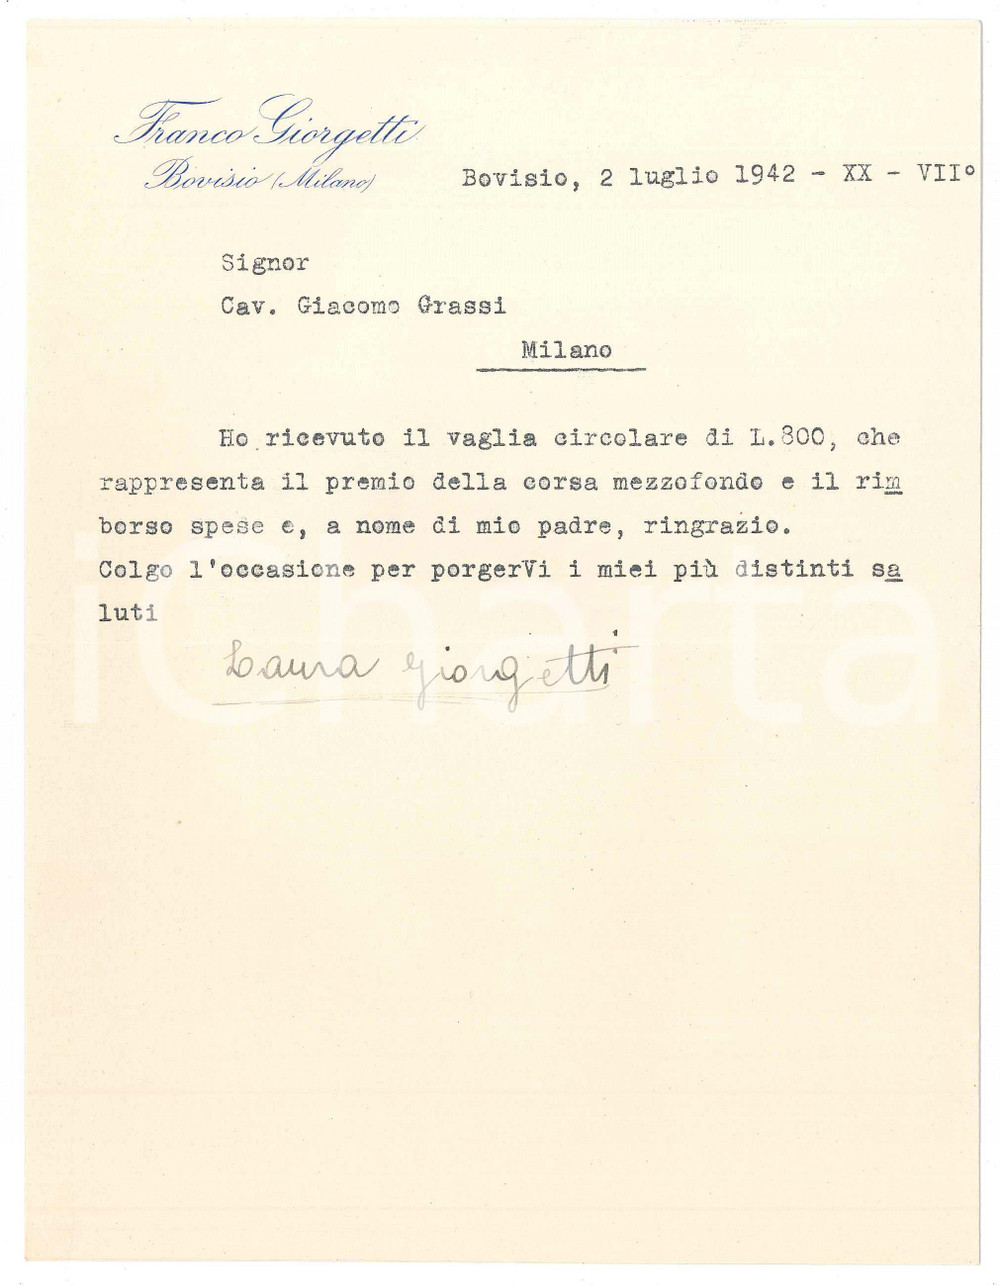 Franco Giorgetti
Bovisio (Milano)
Bovisio, 2 luglio 1942 - XX - VII°
Signor
Cav. Giacomo Grassi
Milano
Ho ricevuto il vaglia circolare di L.800, che
rappresenta il premio della corsa mezzofondo e il rim
borso spese e, a nome di mio padre, ringrazio.
Colgo l'occasione per porgerVi i miei più distinti sa
luti
Laura Giorgetti
iCharta